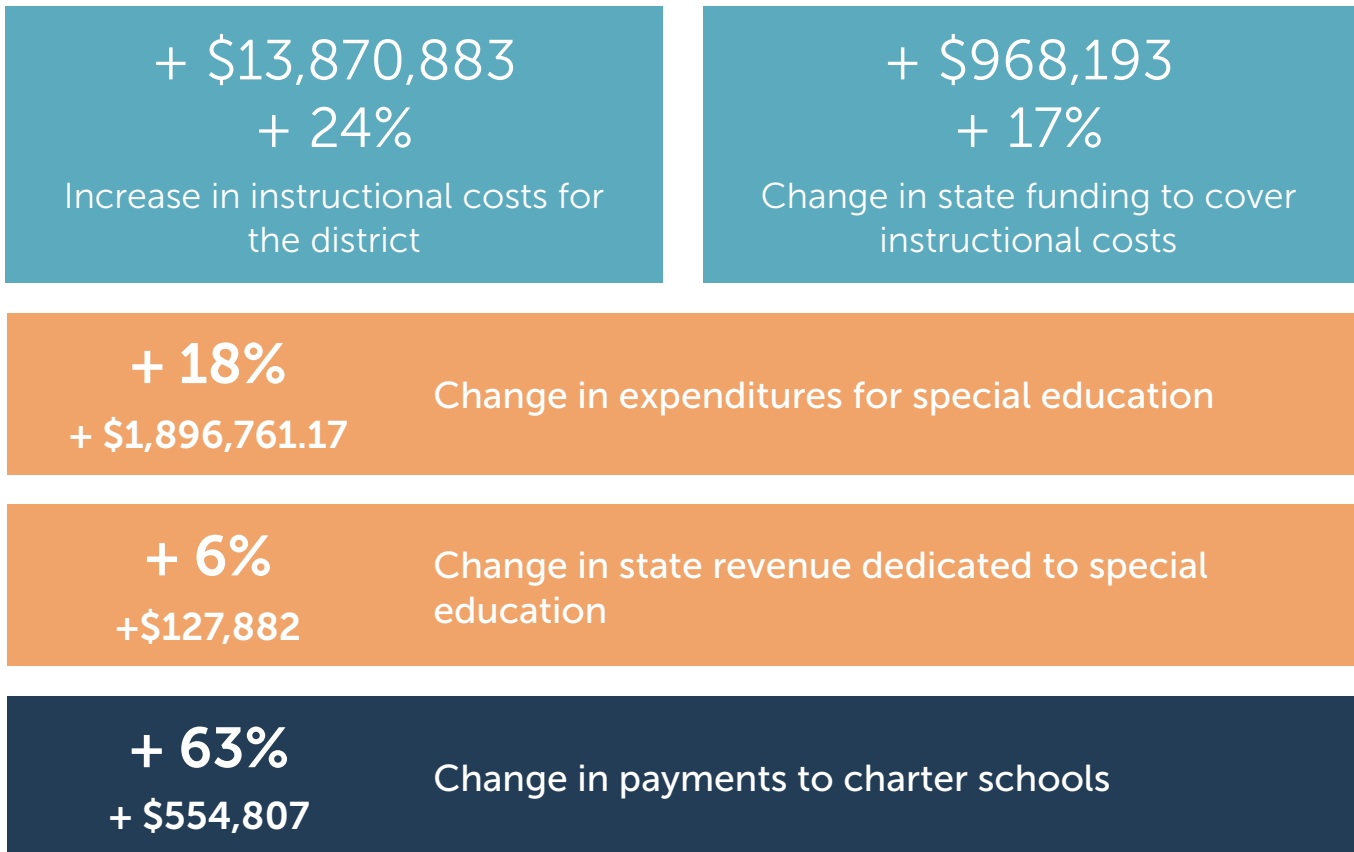 + $13,870,883
+ 24%
Increase in instructional costs for
the district
+ $968,193
+ 17%
Change in state funding to cover
instructional costs
+ 18%
+ $1,896,761.17
Change in expenditures for special education
+ 6%
+$127,882
Change in state revenue dedicated to special
education
+ 63%
+ $554,807
Change in payments to charter schools